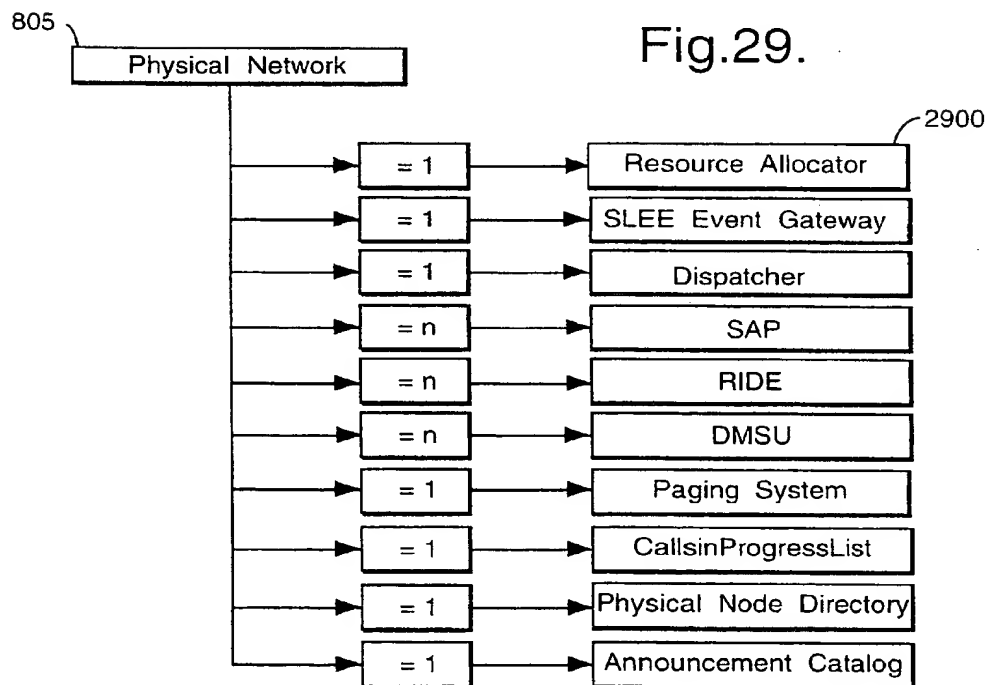 805
Physical Network
Fig.29.
2900
= 1 Resource Allocator
= 1 SLEE Event Gateway
= 1 Dispatcher
= n SAP
= n RIDE
= n DMSU
= 1 Paging System
= 1 CallsinProgressList
= 1 Physical Node Directory
= 1 Announcement Catalog